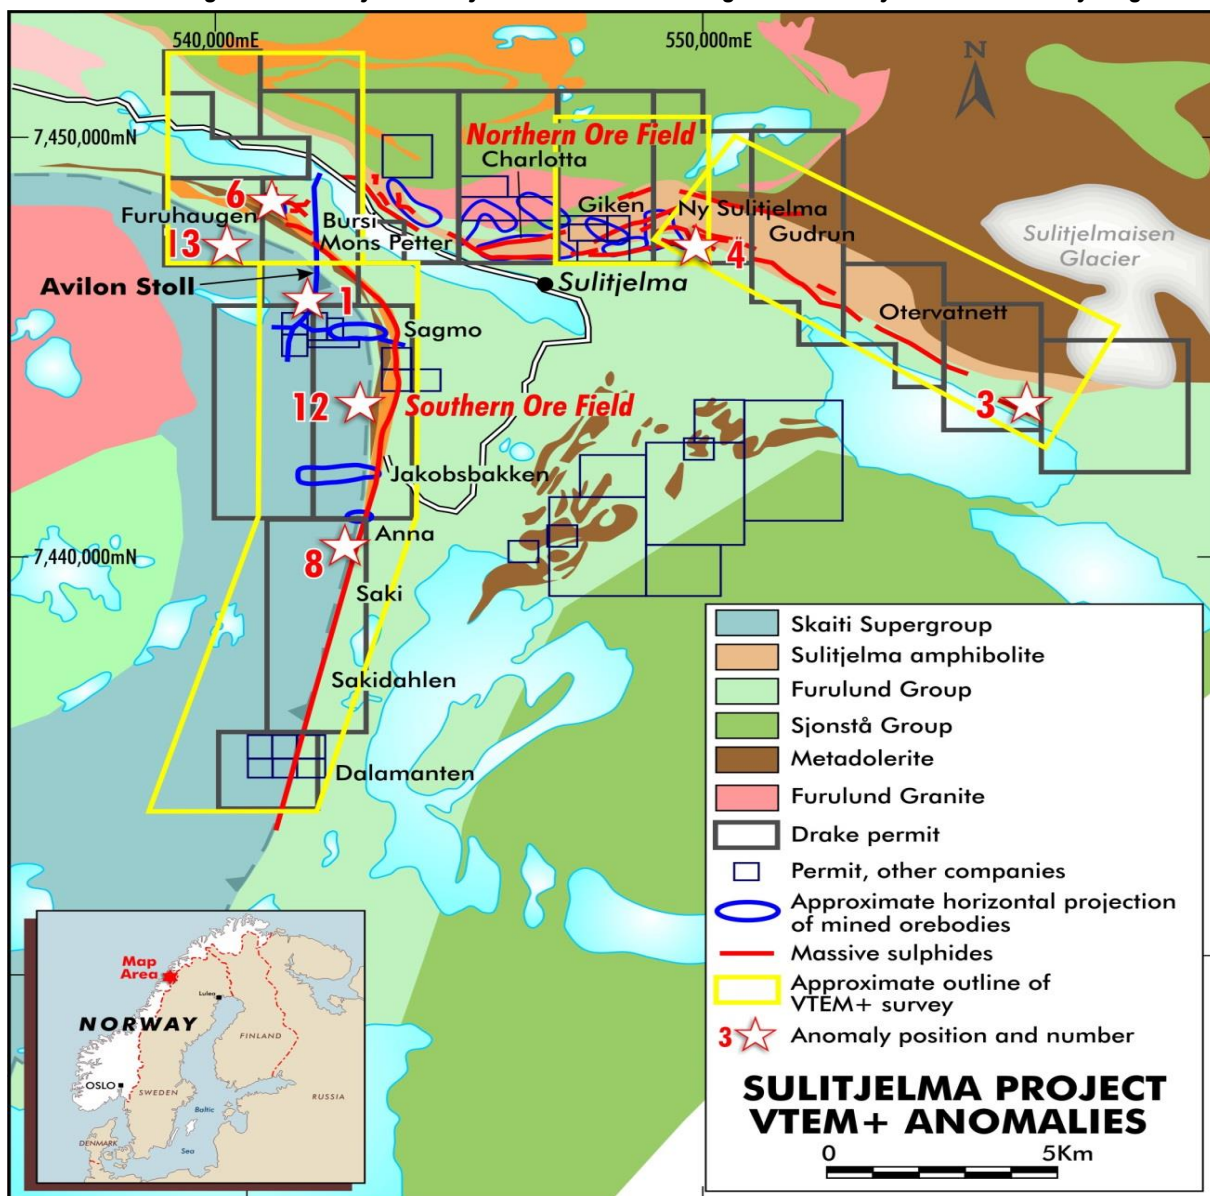 540,000mE
550,000mE
N
7,450,000mN
Northern Ore Field
Charlotta
6
Furuhaugen
13
Bursi
Mons Petter
Giken
Ny Sulitjelma
Gudrun
4
Sulitjelmaisen
Glacier
Avilon Stoll
Sulitjelma
1
Sagmo
Otervatnett
12
Southern Ore Field
3
Jakobsbakken
Anna
7,440,000mN
8
Saki
Sakidahlen
Dalamanten
Skaiti Supergroup
Sulitjelma amphibolite
Furulund Group
Sjonstå Group
Metadolerite
Furulund Granite
Drake permit
Permit, other companies
Approximate horizontal projection
of mined orebodies
Massive sulphides
Approximate outline of
VTEM+ survey
3
Anomaly position and number
SULITJELMA PROJECT
VTEM+ ANOMALIES
0
5Km
Map
Area
Lulea
NORWAY
FINLAND
OSLO
SWEDEN
RUSSIA
Baltic
Sea
DENMARK